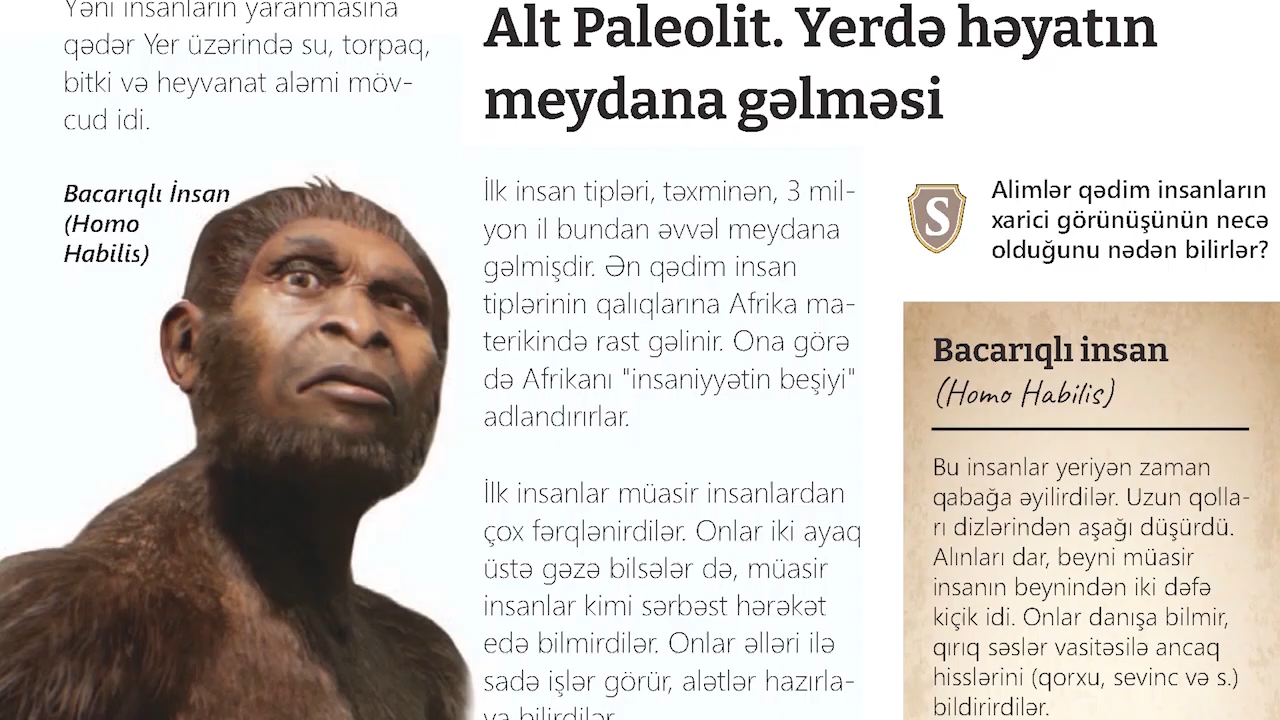 Yəni insanların yaranmasına
qədər Yer üzərində su, torpaq,
bitki və heyvanat aləmi möv-
cud idi.
Bacarıqlı İnsan
(Homo
Habilis)
Alt Paleolit. Yerdə həyatın
meydana gəlməsi
İlk insan tipləri, təxminən, 3 mil-
yon il bundan əvvəl meydana
gəlmişdir. Ən qədim insan
tiplərinin qalıqlarına Afrika ma-
terikində rast gəlinir. Ona görə
də Afrikanı "insaniyyətin beşiyi"
adlandırırlar.
İlk insanlar müasir insanlardan
çox fərqlənirdilər. Onlar iki ayaq
üstə gəzə bilsələr də, müasir
insanlar kimi sərbəst hərəkət
edə bilmirdilər. Onlar əlləri ilə
sadə işlər görür, alətlər hazırla-
ya bilirdilər.
S
Alimlər qədim insanların
xarici görünüşünün necə
olduğunu nədən bilirlər?
Bacarıqlı insan
(Homo Habilis)
Bu insanlar yeriyən zaman
qabağa əyilirdilər. Uzun qolla-
rı dizlərindən aşağı düşürdü.
Alınları dar, beyni müasir
insanın beynindən iki dəfə
kiçik idi. Onlar danışa bilmir,
qırıq səslər vasitəsilə ancaq
hisslərini (qorxu, sevinc və s.)
bildirirdilər.